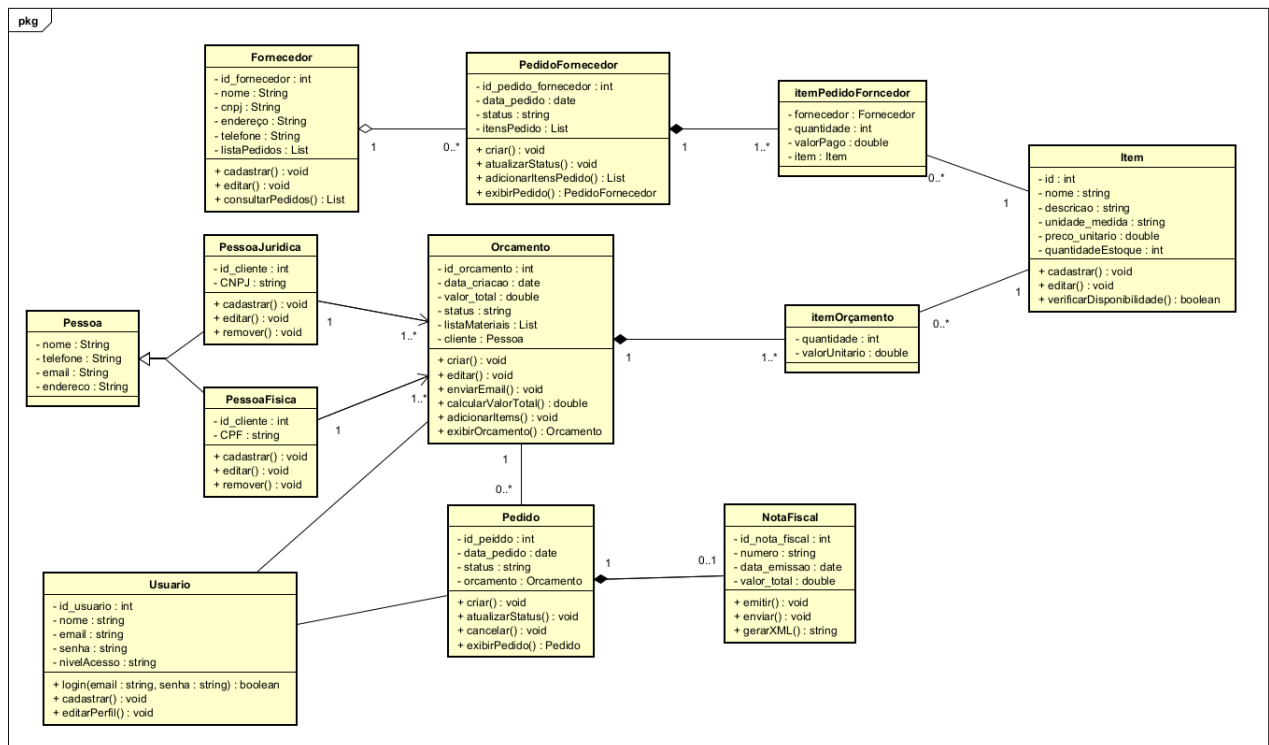 pkg
Fornecedor
- id_fornecedor : int
- nome : String
- cnpj : String
- endereço : String
- telefone : String
- listaPedidos : List
+ cadastrar() : void
+ editar() : void
+ consultarPedidos() : List
1
0..*
PedidoFornecedor
- id_pedido_fornecedor : int
- data_pedido : date
- status : string
- itensPedido : List
+ criar() : void
+ atualizarStatus() : void
+ adicionarItensPedido() : List
+ exibirPedido() : PedidoFornecedor
1
1..*
itemPedidoForncedor
- fornecedor : Fornecedor
- quantidade : int
- valorPago : double
- item : Item
0..*
1
Item
- id : int
- nome : string
- descricao : string
- unidade_medida : string
- preco_unitario : double
- quantidadeEstoque : int
+ cadastrar() : void
+ editar() : void
+ verificarDisponibilidade() : boolean
PessoaJuridica
- id_cliente : int
- CNPJ : string
+ cadastrar() : void
+ editar() : void
+ remover() : void
1
1..*
Orcamento
- id_orcamento : int
- data_criacao : date
- valor_total : double
- status : string
- listaMateriais : List
- cliente : Pessoa
+ criar() : void
+ editar() : void
+ enviarEmail() : void
+ calcularValorTotal() : double
+ adicionarItems() : void
+ exibirOrcamento() : Orcamento
1
1..*
itemOrçamento
- quantidade : int
- valorUnitario : double
0..*
1
Pessoa
- nome : String
- telefone : String
- email : String
- endereco : String
PessoaFisica
- id_cliente : int
- CPF : string
+ cadastrar() : void
+ editar() : void
+ remover() : void
1
1..*
1
0..*
Pedido
- id_peiddo : int
- data_pedido : date
- status : string
- orcamento : Orcamento
+ criar() : void
+ atualizarStatus() : void
+ cancelar() : void
+ exibirPedido() : Pedido
1
0..1
NotaFiscal
- id_nota_fiscal : int
- numero : string
- data_emissao : date
- valor_total : double
+ emitir() : void
+ enviar() : void
+ gerarXML() : string
Usuario
- id_usuario : int
- nome : string
- email : string
- senha : string
- nivelAcesso : string
+ login(email : string, senha : string) : boolean
+ cadastrar() : void
+ editarPerfil() : void